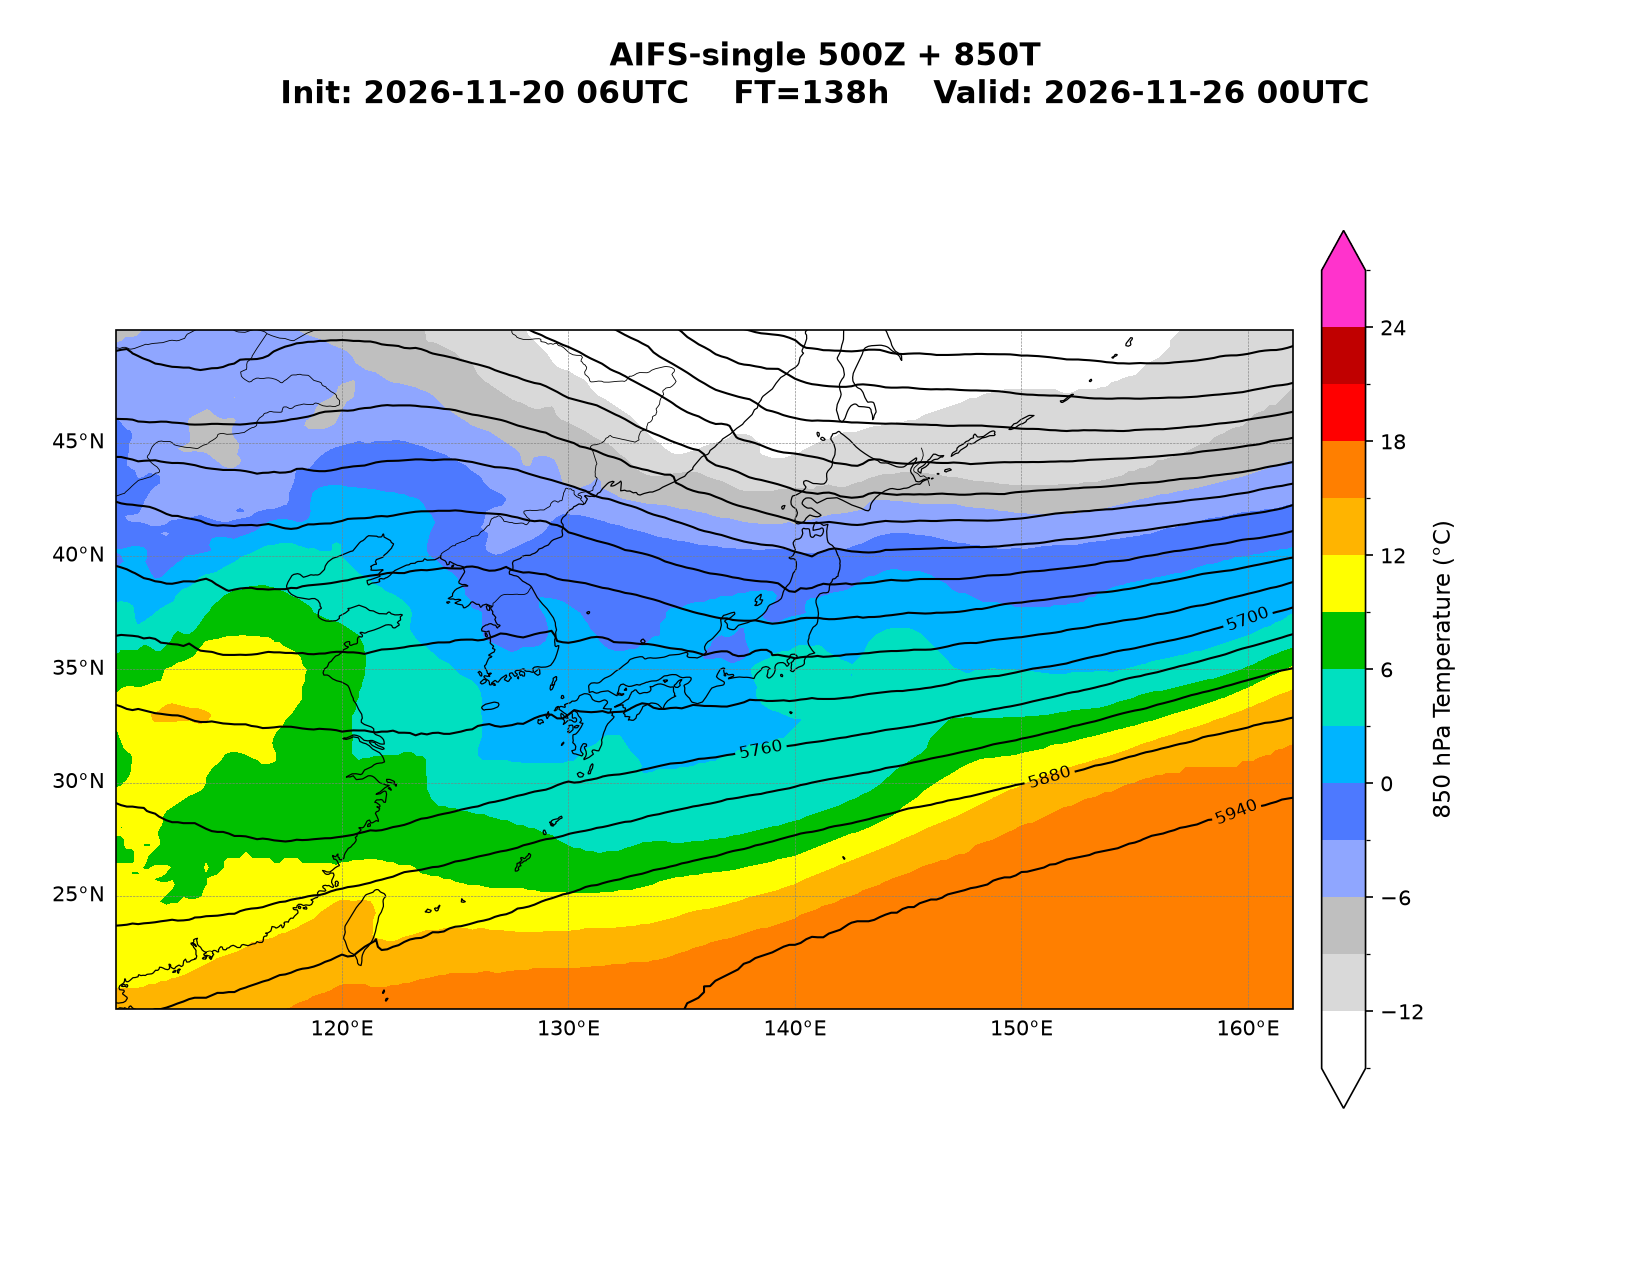 AIFS-single 500Z + 850T
Init: 2026-11-20 06UTC    FT=138h    Valid: 2026-11-26 00UTC
24
18
12
6
0
−6
−12
850 hPa Temperature (°C)
45°N
40°N
35°N
30°N
25°N
5700
5760
5880
5940
120°E
130°E
140°E
150°E
160°E